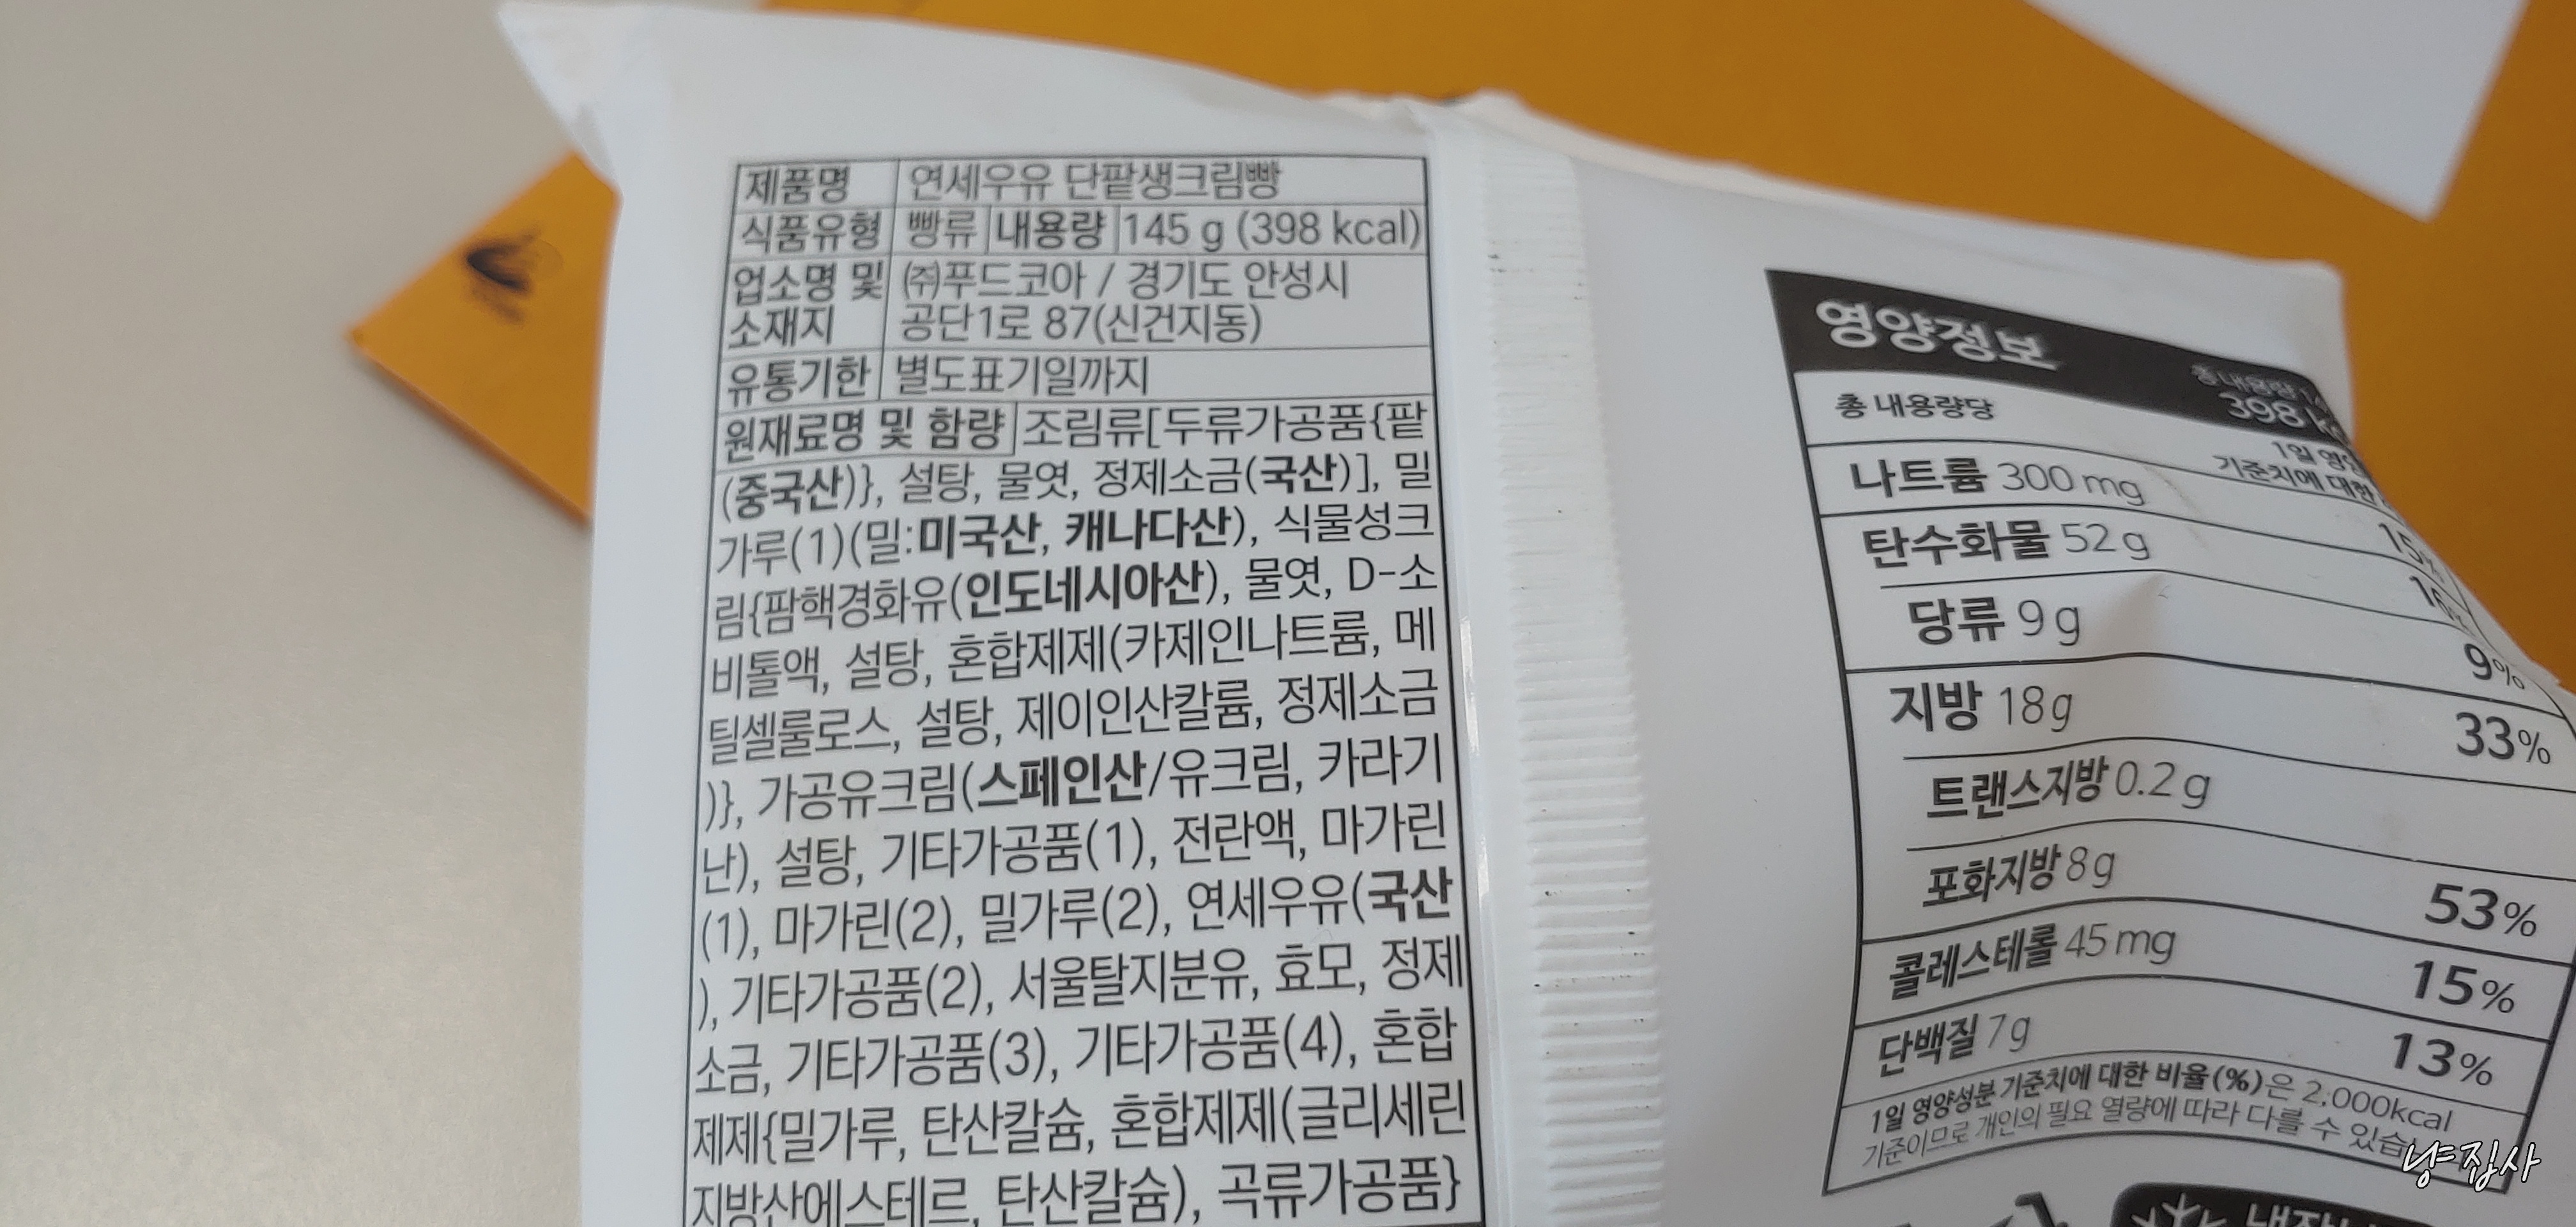 제품명 연세우유 단팥생크림빵
식품유형 빵류 내용량 145 g (398 kcal)
업소명 및 ㈜푸드코아 / 경기도 안성시
소재지 공단1로 87(신건지동)
유통기한 별도표기일까지
원재료명 및 함량 조림류[두류가공품{팥
(중국산)}, 설탕, 물엿, 정제소금(국산)], 밀
가루(1)(밀:미국산, 캐나다산), 식물성크
림{팜핵경화유(인도네시아산), 물엿, D-소
비톨액, 설탕, 혼합제제(카제인나트륨, 메
틸셀룰로스, 설탕, 제이인산칼륨, 정제소금
)}, 가공유크림(스페인산/유크림, 카라기
난), 설탕, 기타가공품(1), 전란액, 마가린
(1), 마가린(2), 밀가루(2), 연세우유(국산
), 기타가공품(2), 서울탈지분유, 효모, 정제
소금, 기타가공품(3), 기타가공품(4), 혼합
제제{밀가루, 탄산칼슘, 혼합제제(글리세린
지방산에스테르, 탄산칼슘), 곡류가공품}
영양정보
총 내용량
398
총 내용량당
1일
기준치에 대한
나트륨 300 mg
탄수화물 52 g
당류 9 g 9%
지방 18 g 33%
트랜스지방 0.2 g
포화지방 8 g 53%
콜레스테롤 45 mg 15%
단백질 7 g 13%
1일 영양성분 기준치에 대한 비율(%)은 2,000kcal
기준이므로 개인의 필요 열량에 따라 다를 수 있습
냥집사